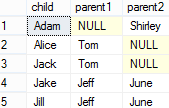 child parent1 parent2
1 Adam NULL Shirley
2 Alice Tom NULL
3 Jack Tom NULL
4 Jake Jeff June
5 Jill Jeff June